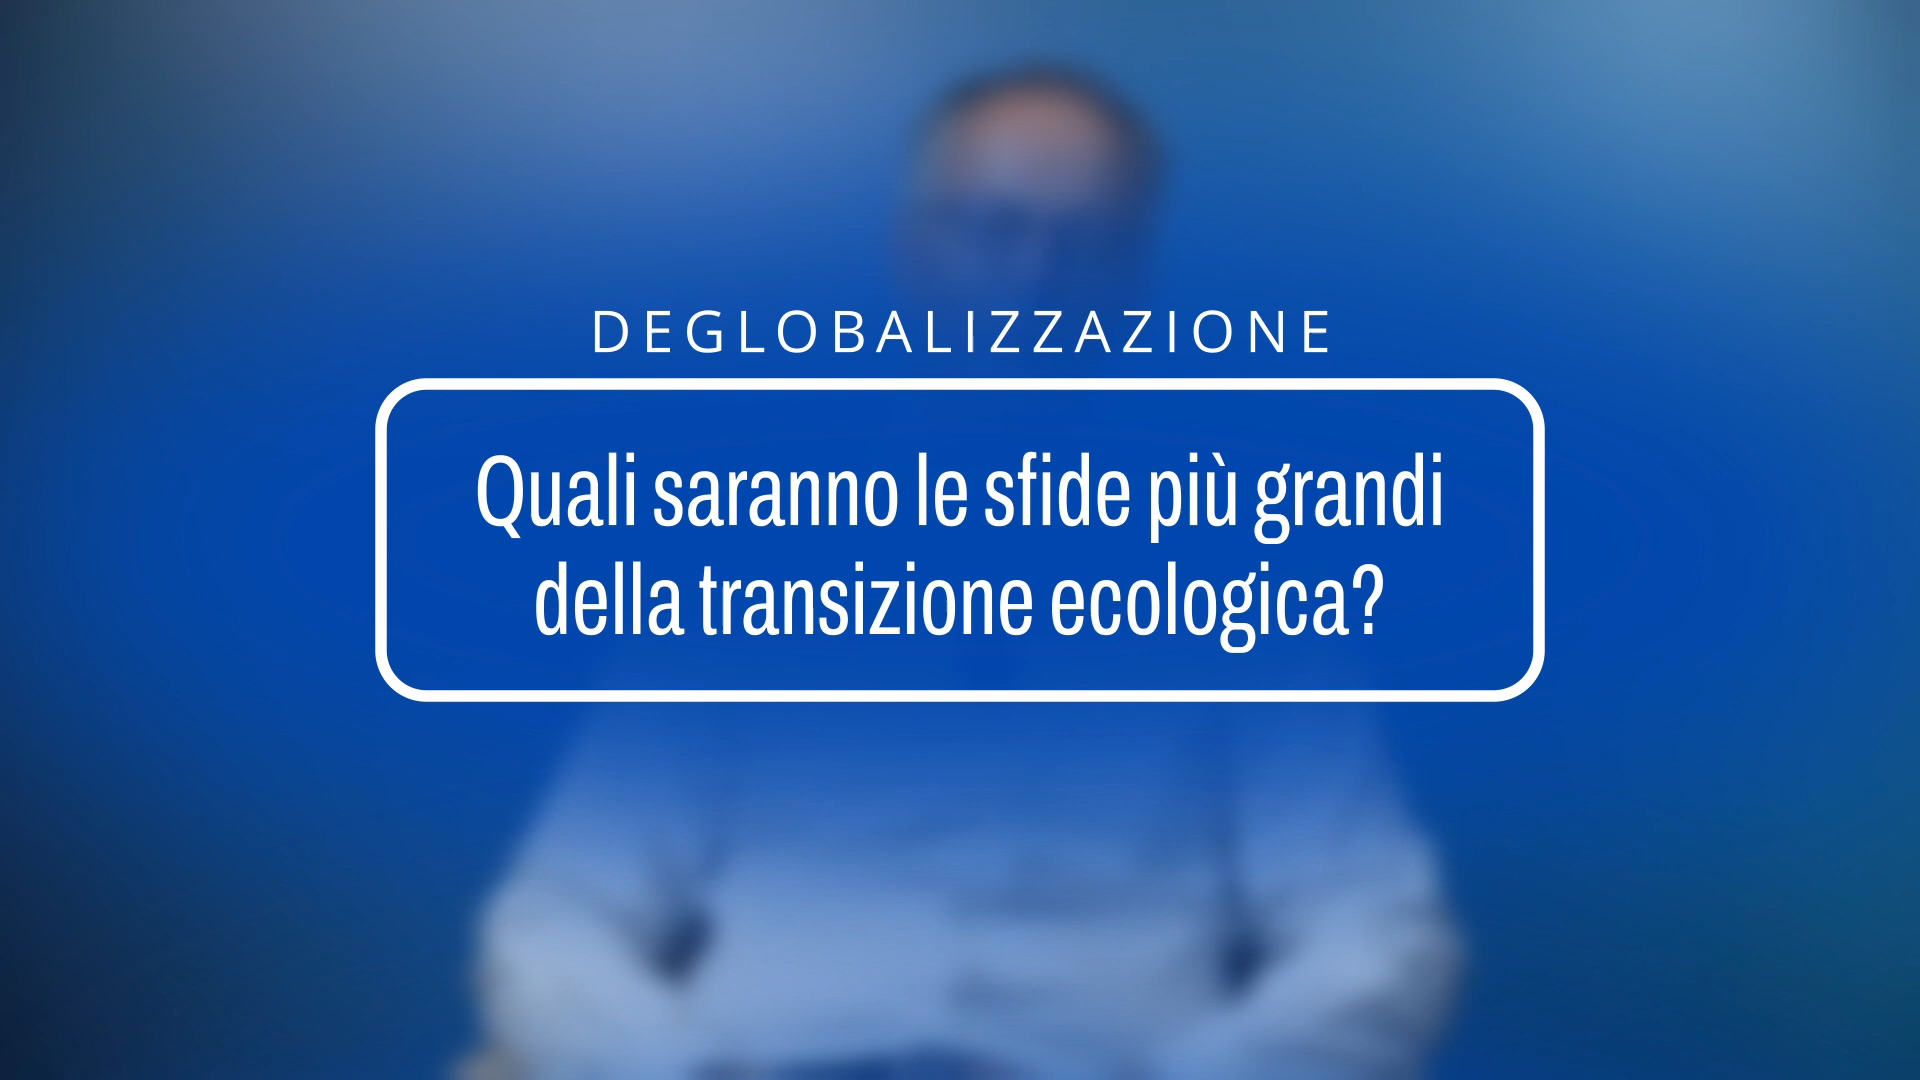 DEGLOBALIZZAZIONE
Quali saranno le sfide più grandi
della transizione ecologica?